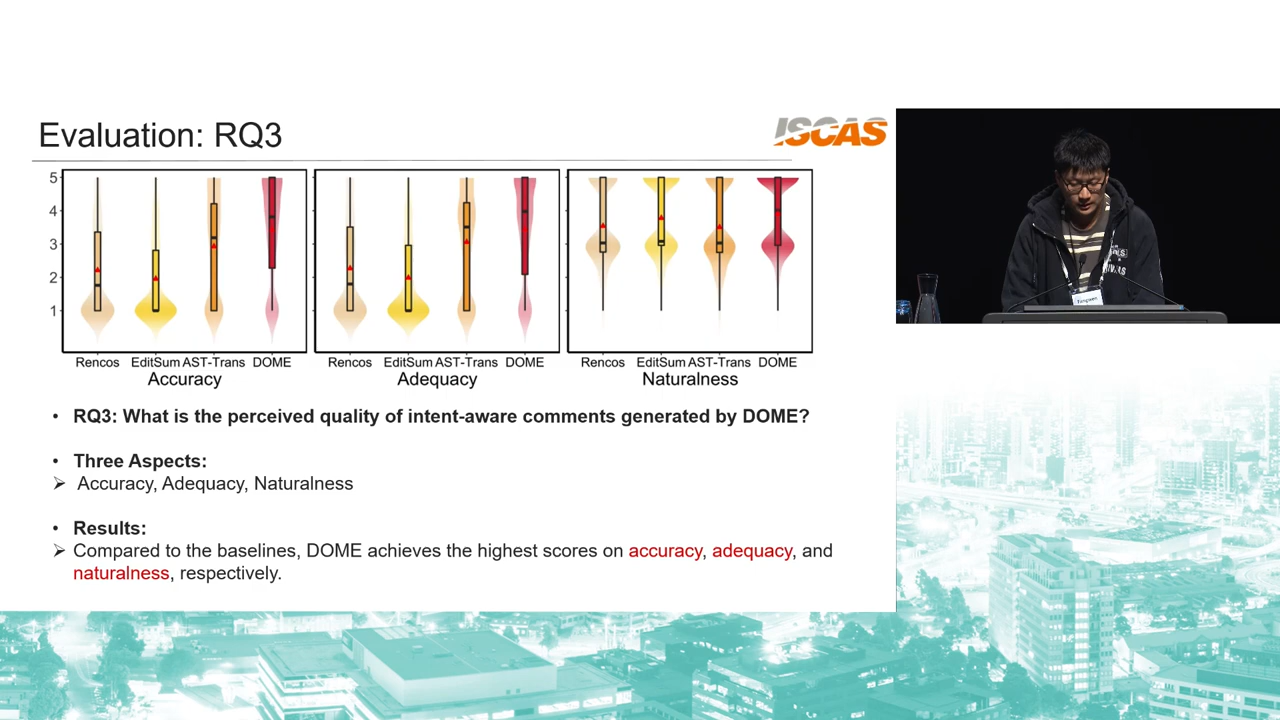 Evaluation: RQ3
ISCAS
5
4
3
2
1
Rencos EditSum AST-Trans DOME
Accuracy
Rencos EditSum AST-Trans DOME
Adequacy
Rencos EditSum AST-Trans DOME
Naturalness
• RQ3: What is the perceived quality of intent-aware comments generated by DOME?
• Three Aspects:
➢ Accuracy, Adequacy, Naturalness
• Results:
➢ Compared to the baselines, DOME achieves the highest scores on accuracy, adequacy, and
naturalness, respectively.